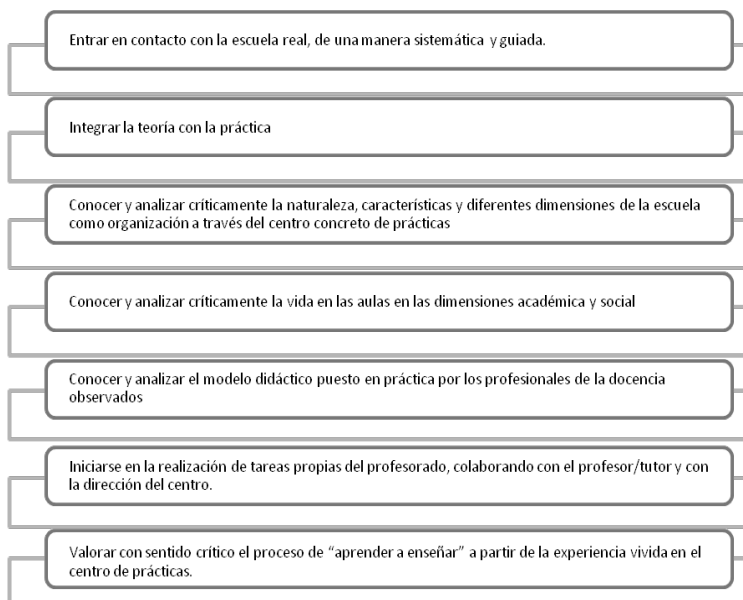 Entrar en contacto con la escuela real, de una manera sistemática y guiada.
Integrar la teoría con la práctica
Conocer y analizar críticamente la naturaleza, características y diferentes dimensiones de la escuela
como organización a través del centro concreto de prácticas
Conocer y analizar críticamente la vida en las aulas en las dimensiones académica y social
Conocer y analizar el modelo didáctico puesto en práctica por los profesionales de la docencia
observados
Iniciarse en la realización de tareas propias del profesorado, colaborando con el profesor/tutor y con
la dirección del centro.
Valorar con sentido crítico el proceso de “aprender a enseñar” a partir de la experiencia vivida en el
centro de prácticas.